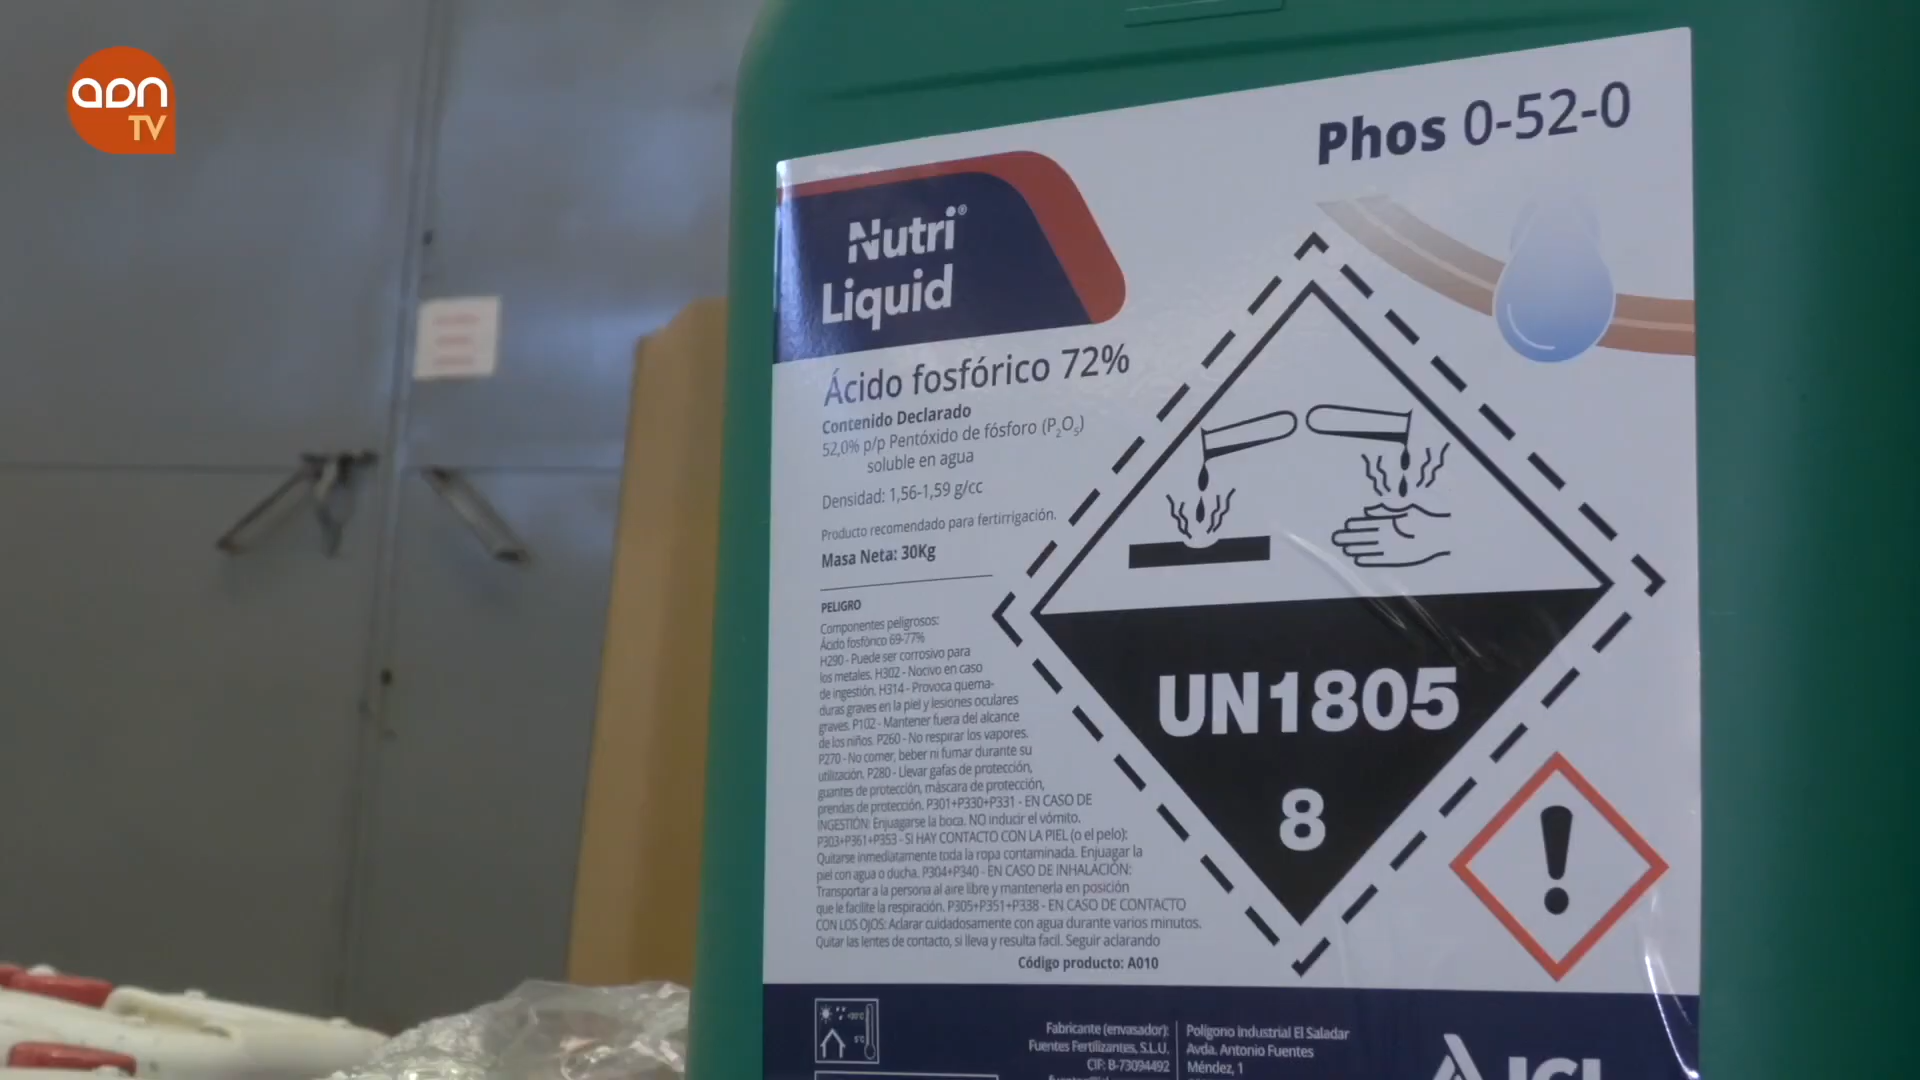 aDN
TV
Phos 0-52-0
Nutri®
Liquid
Ácido fosfórico 72%
Contenido Declarado
52,0% p/p Pentóxido de fósforo (P₂O₅)
soluble en agua
Densidad: 1,56-1,59 g/cc
Producto recomendado para fertirrigación.
Masa Neta: 30Kg
PELIGRO
Componentes peligrosos:
Ácido fosfórico 69-77%
H290 - Puede ser corrosivo para
los metales. H302 - Nocivo en caso
de ingestión. H314 - Provoca quema-
duras graves en la piel y lesiones oculares
graves. P102 - Mantener fuera del alcance
de los niños. P260 - No respirar los vapores.
P270 - No comer, beber ni fumar durante su
utilización. P280 - Llevar gafas de protección,
guantes de protección, máscara de protección,
prendas de protección. P301+P330+P331 - EN CASO DE
INGESTIÓN: Enjuagarse la boca. NO inducir el vómito.
P303+P361+P353 - SI HAY CONTACTO CON LA PIEL (o el pelo):
Quitarse inmediatamente toda la ropa contaminada. Enjuagar la
piel con agua o ducha. P304+P340 - EN CASO DE INHALACIÓN:
Transportar a la persona al aire libre y mantenerla en posición
que le facilite la respiración. P305+P351+P338 - EN CASO DE CONTACTO
CON LOS OJOS: Aclarar cuidadosamente con agua durante varios minutos.
Quitar las lentes de contacto, si lleva y resulta facil. Seguir aclarando
Código producto: A010
UN1805
8
Fabricante (envasador):
Fuentes Fertilizantes, S.L.U.
CIF: B-73094492
Polígono Industrial El Saladar
Avda. Antonio Fuentes
Méndez, 1
ICL